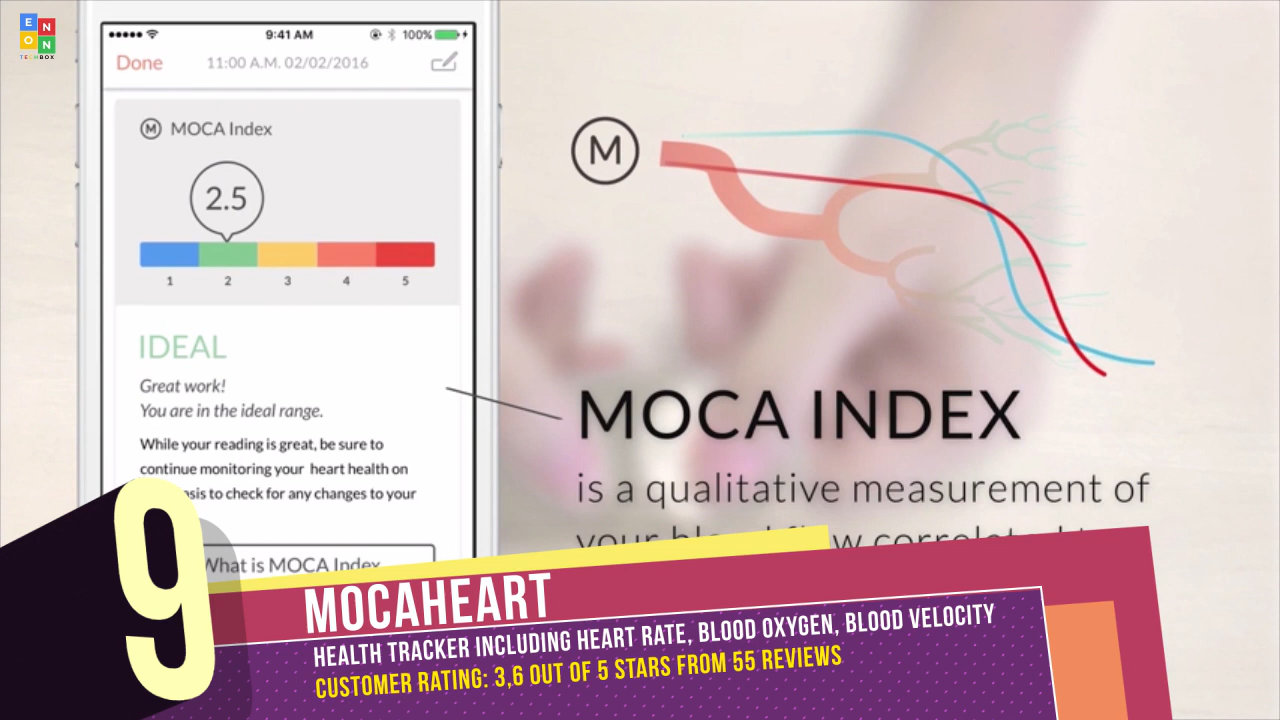 E N
O N
TECHBOX
9:41 AM
100%
Done
11:00 A.M. 02/02/2016
M MOCA Index
2.5
1 2 3 4 5
IDEAL
Great work!
You are in the ideal range.
While your reading is great, be sure to
continue monitoring your heart health on
to check for any changes to your
What is MOCA Index
M
MOCA INDEX
is a qualitative measurement of
your
9
MOCAHEART
HEALTH TRACKER INCLUDING HEART RATE, BLOOD OXYGEN, BLOOD VELOCITY
CUSTOMER RATING: 3,6 OUT OF 5 STARS FROM 55 REVIEWS